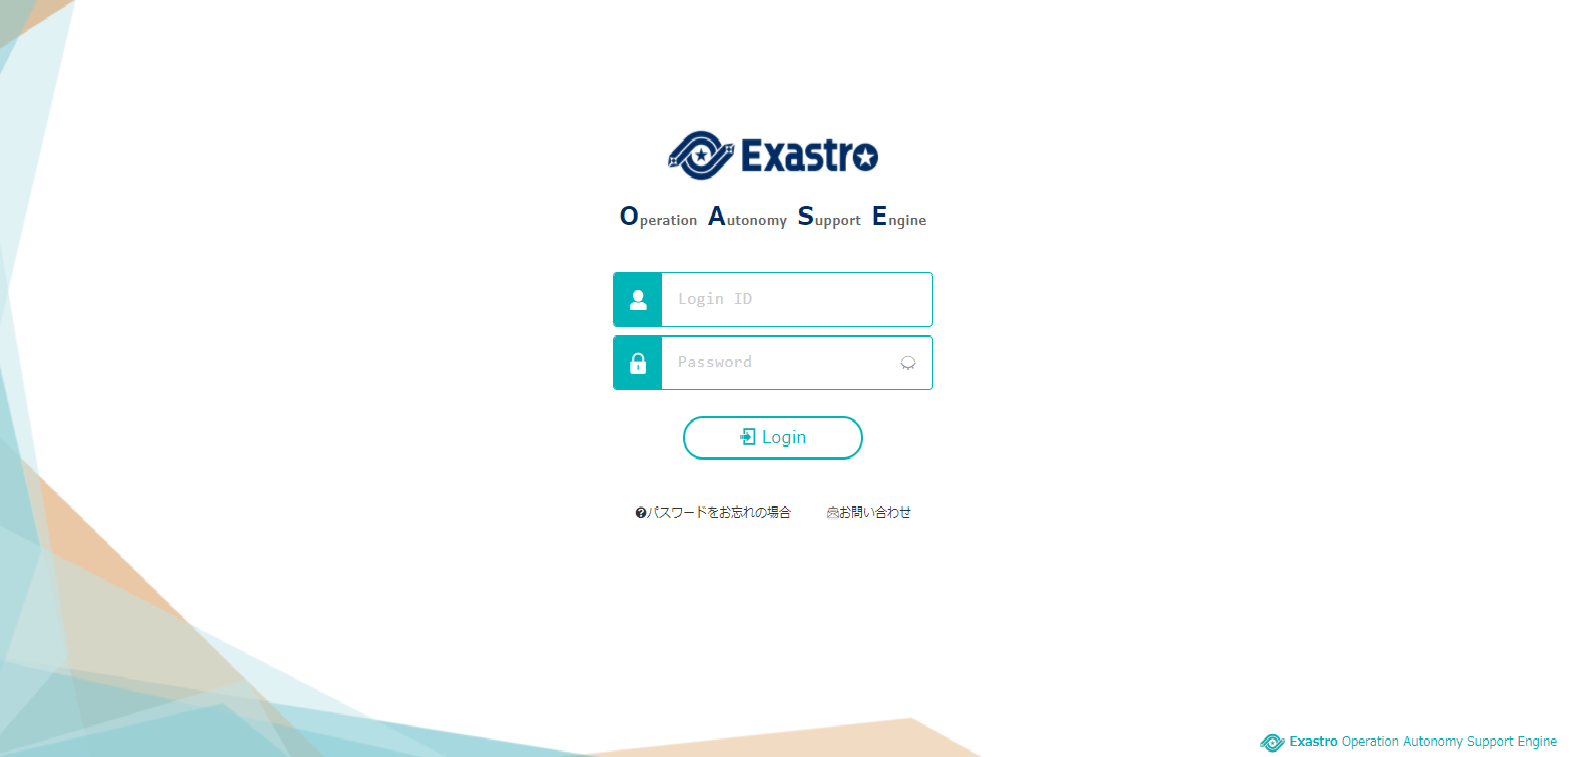 Exastro
Operation Autonomy Support Engine
Login ID
Password
Login
パスワードをお忘れの場合 お問い合わせ
Exastro Operation Autonomy Support Engine